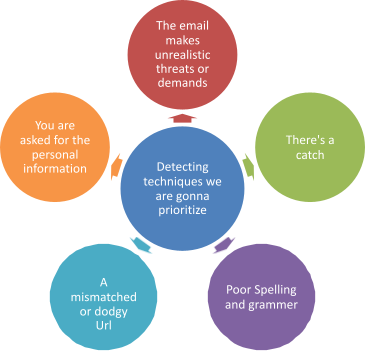 The email
makes
unrealistic
threats or
demands
You are
asked for the
personal
information
There's a
catch
Detecting
techniques we
are gonna
prioritize
A
mismatched
or dodgy
Url
Poor Spelling
and grammer